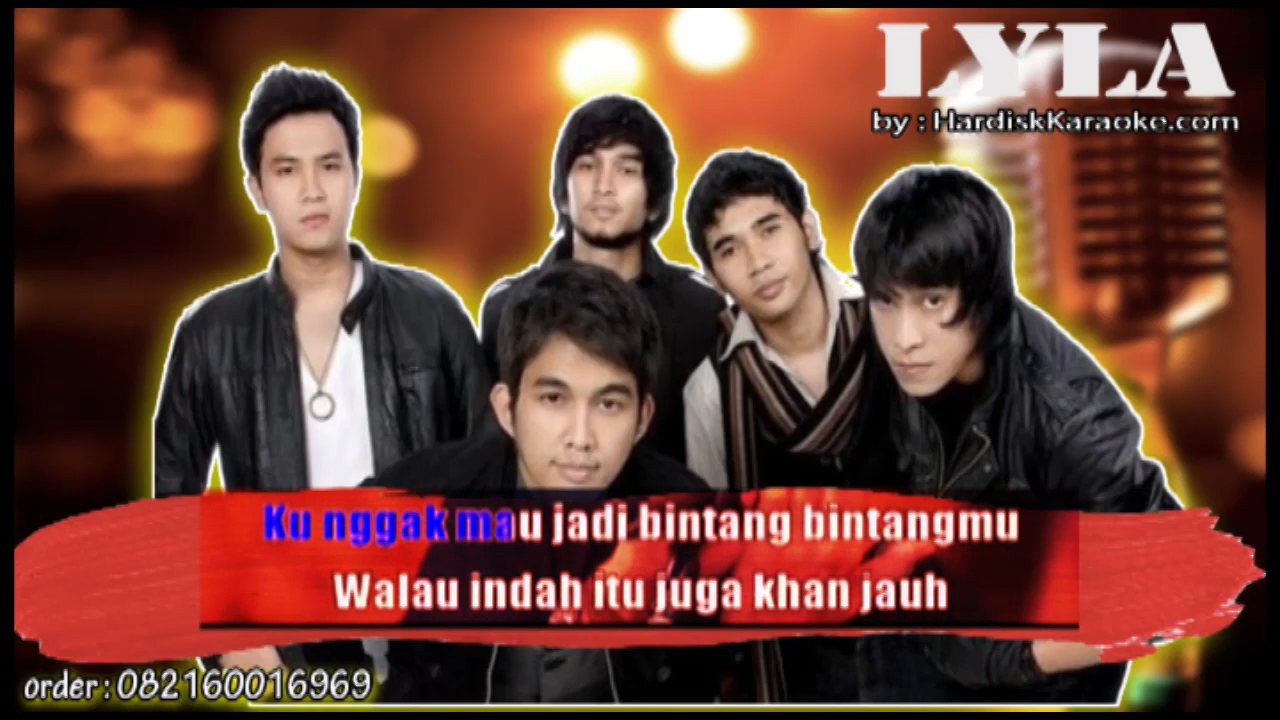 LYLA
by : HardiskKaraoke.com
Ku nggak mau jadi bintang bintangmu
Walau indah itu juga khan jauh
order : 082160016969